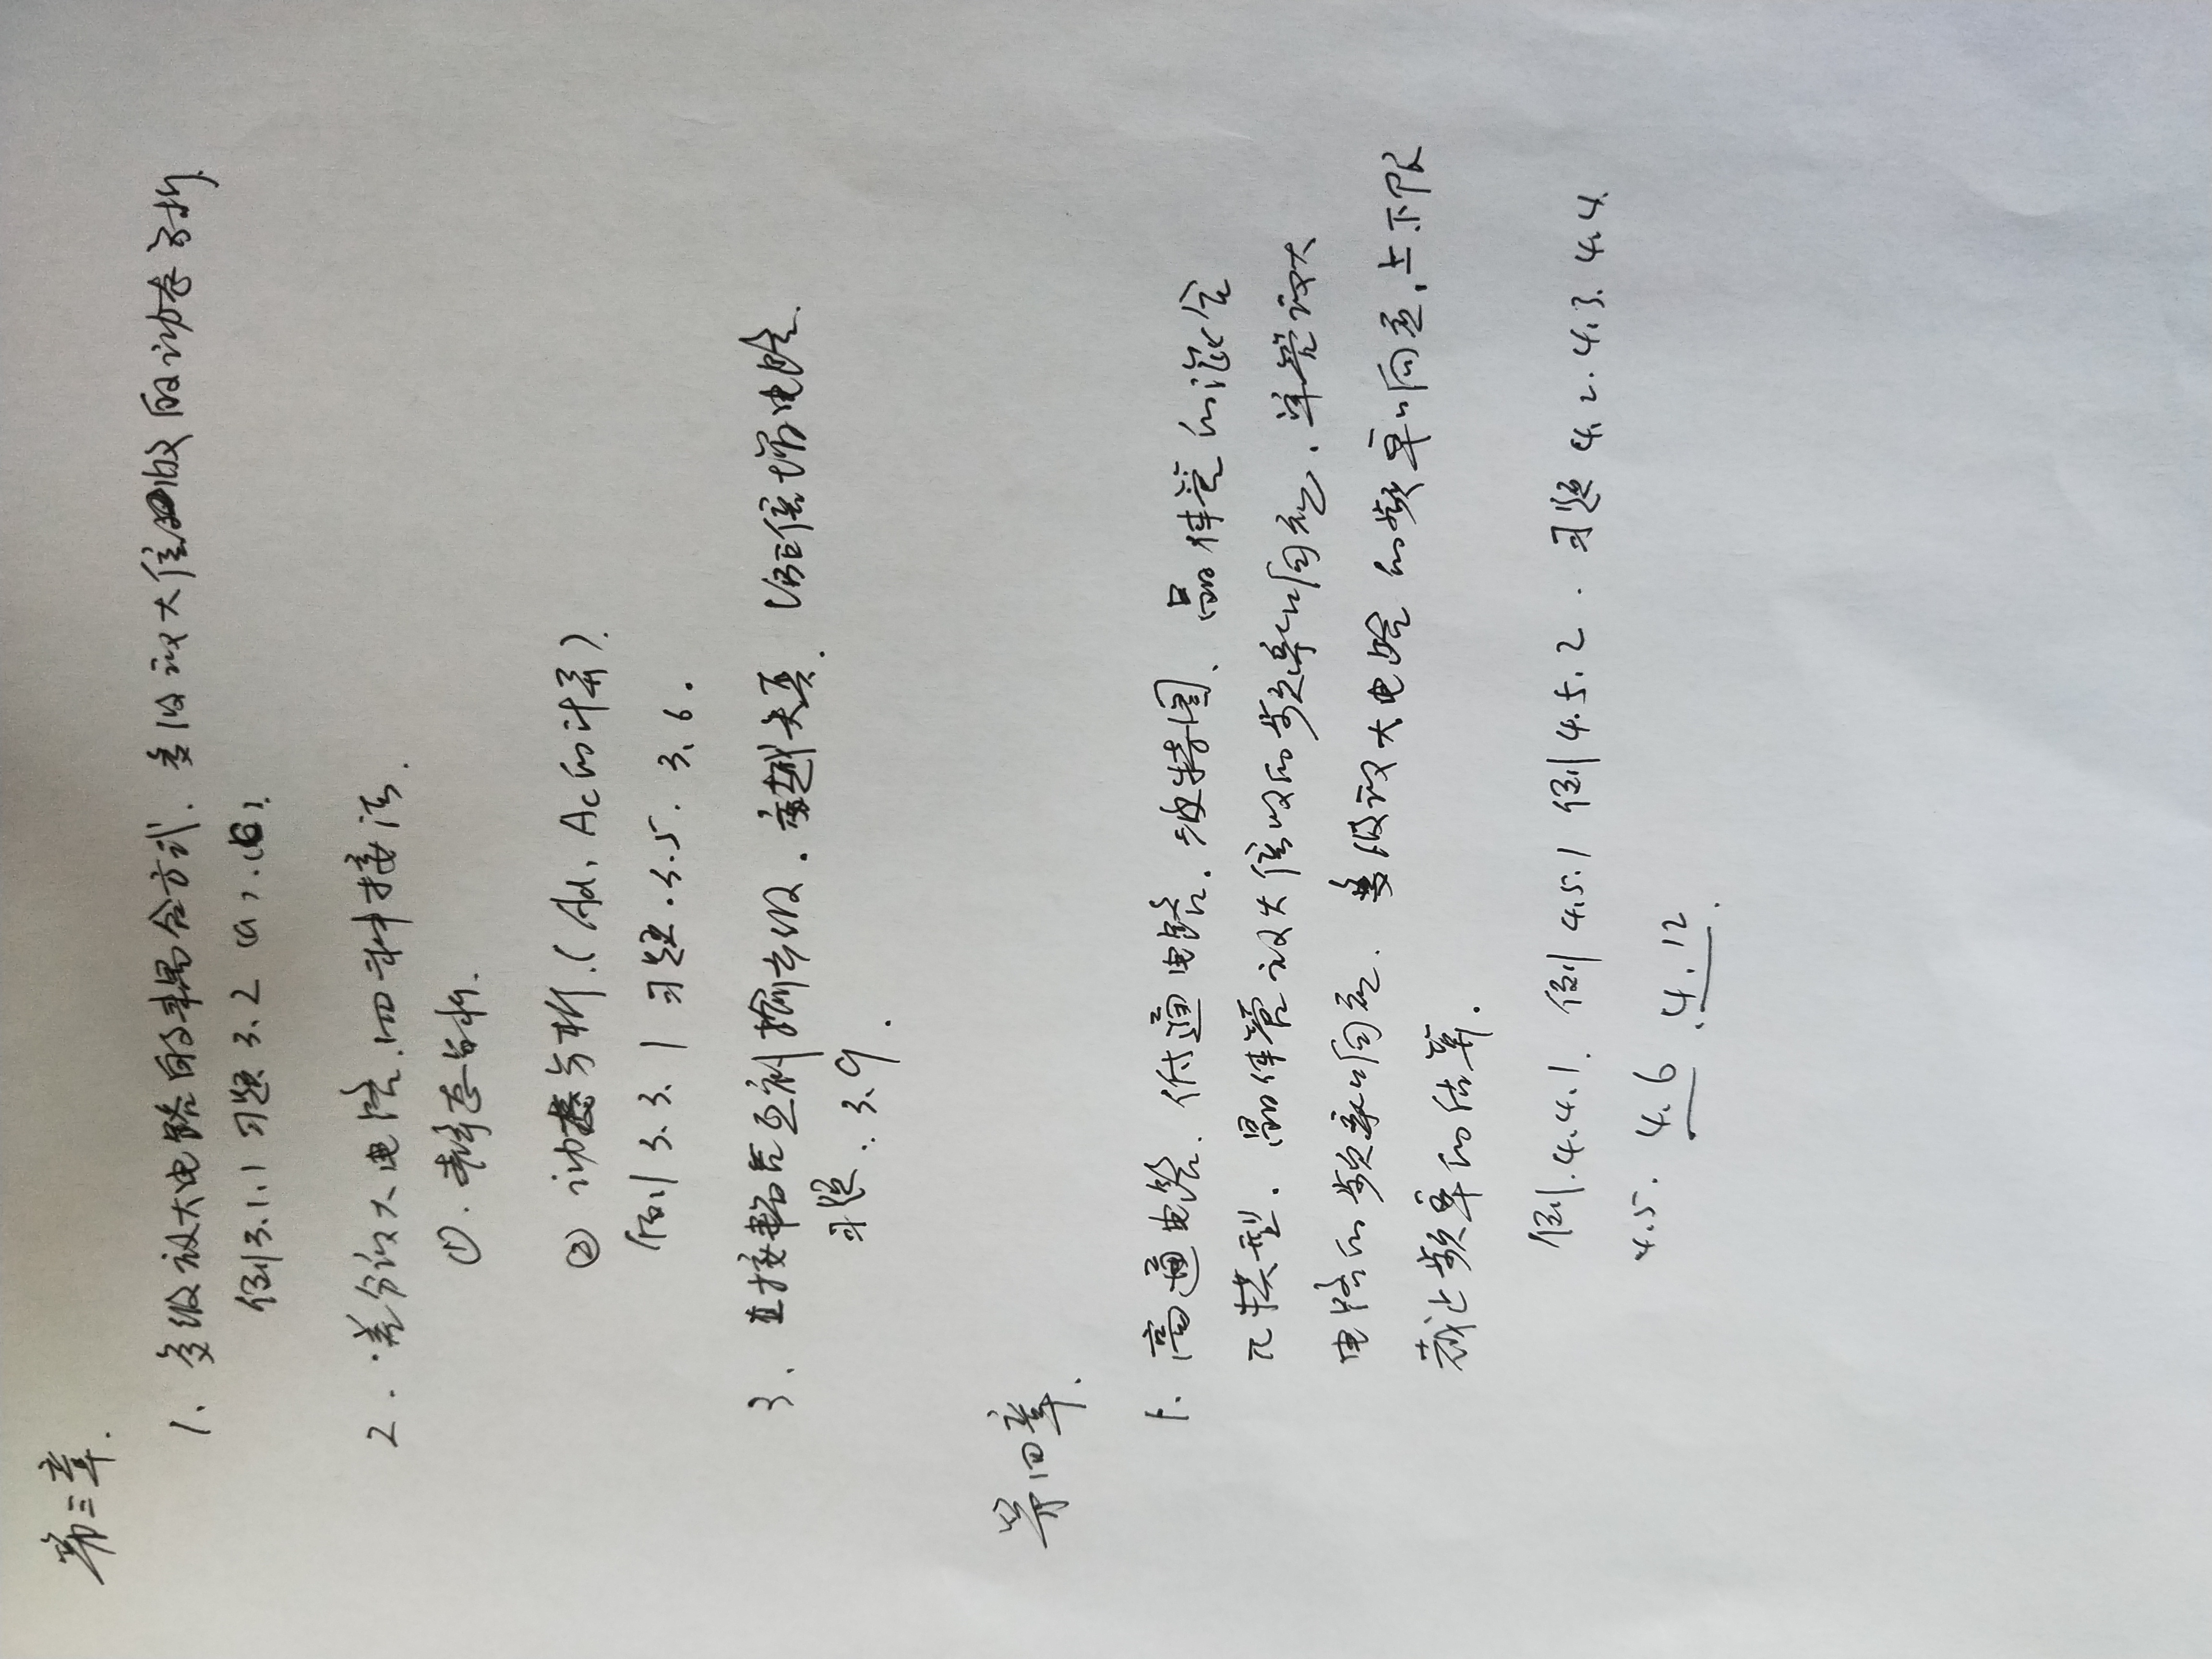 第三章.
1、多级放大电路的耦合方式. 多级放大倍数的动态分析.
例3.1.1 习题 3.2 (a).(b).
2. 差分放大电路.四种接法.
①. 静态分析.
② 动态分析.(Ad, Ac的计算).
例 3.3.1 习题.3.5. 3.6.
3、直接耦合互补输出级. 交越失真. UBE倍增电路.
习题. 3.9.
第四章.
1. 高通电路. 低通电路. 波特图、晶体管的混合
π模型. 晶体管放大倍数的频率响应. 单管放大
电路的频率响应. 多级放大电路的频率响应.上下限
截止频率的估算.
例.4.4.1. 例4.5.1 例4.5.2. 习题 4.2.4.3. 4.4.
4.5. 4.6 .4.12.